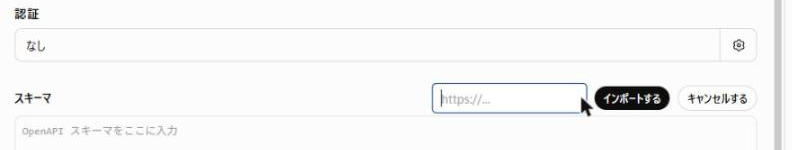 認証
なし
スキーマ
https://...
インポートする
キャンセルする
OpenAPI スキーマをここに入力